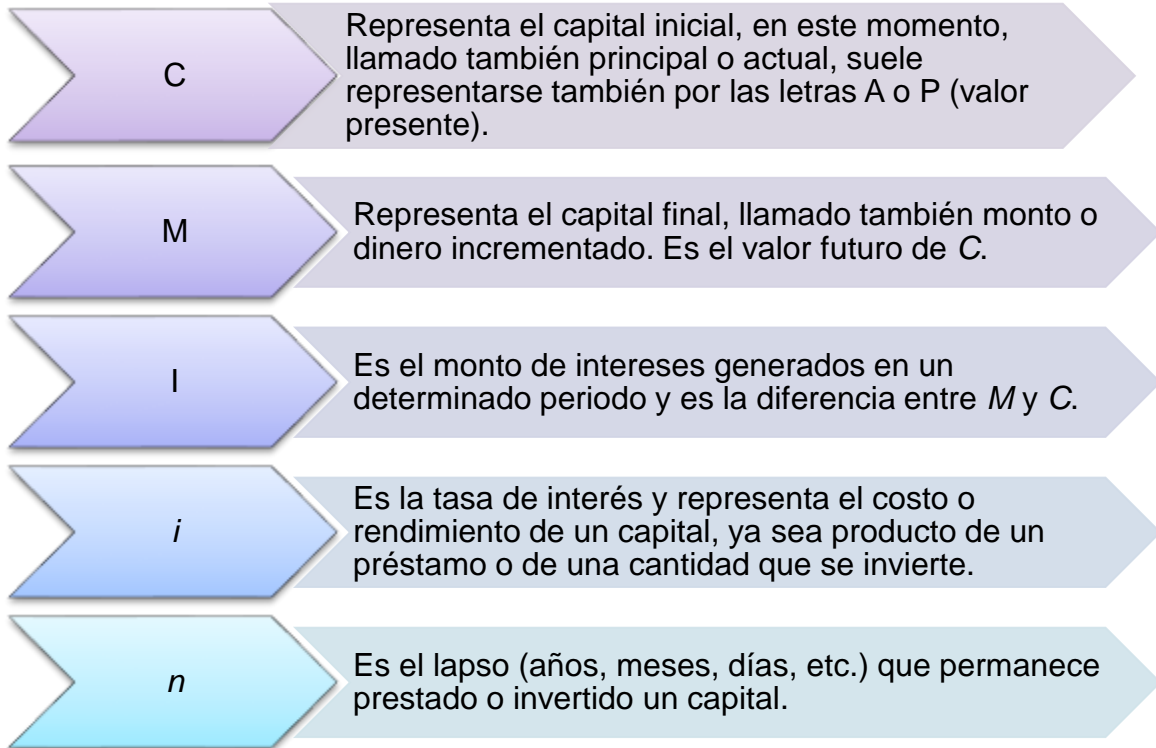 C
Representa el capital inicial, en este momento,
llamado también principal o actual, suele
representarse también por las letras A o P (valor
presente).
M
Representa el capital final, llamado también monto o
dinero incrementado. Es el valor futuro de C.
I
Es el monto de intereses generados en un
determinado periodo y es la diferencia entre M y C.
i
Es la tasa de interés y representa el costo o
rendimiento de un capital, ya sea producto de un
préstamo o de una cantidad que se invierte.
n
Es el lapso (años, meses, días, etc.) que permanece
prestado o invertido un capital.